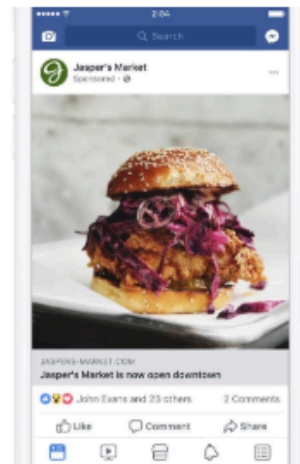 2:04
Search
Jasper's Market
Sponsored ·
JASPERS-MARKET.COM
Jasper's Market is now open downtown
John Evans and 23 others 2 Comments
Like Comment Share